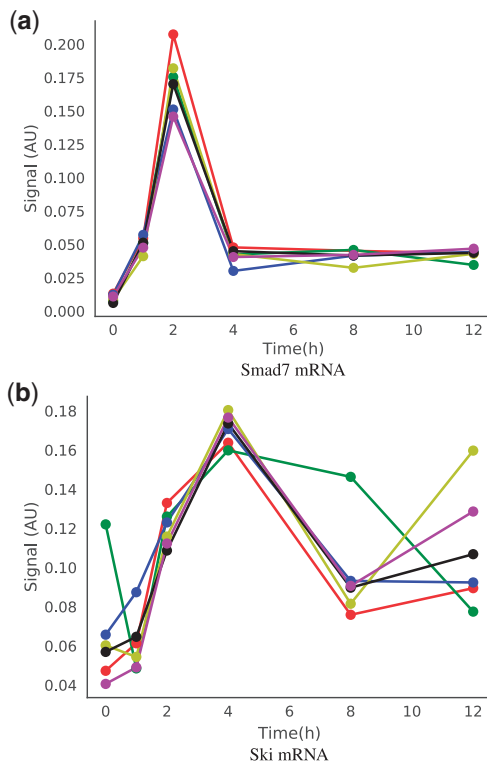 (a)
0.200
0.175
0.150
0.125
0.100
0.075
0.050
0.025
0.000
Signal (AU)
0 2 4 6 8 10 12
Time(h)
Smad7 mRNA
(b)
0.18
0.16
0.14
0.12
0.10
0.08
0.06
0.04
Signal (AU)
0 2 4 6 8 10 12
Time(h)
Ski mRNA